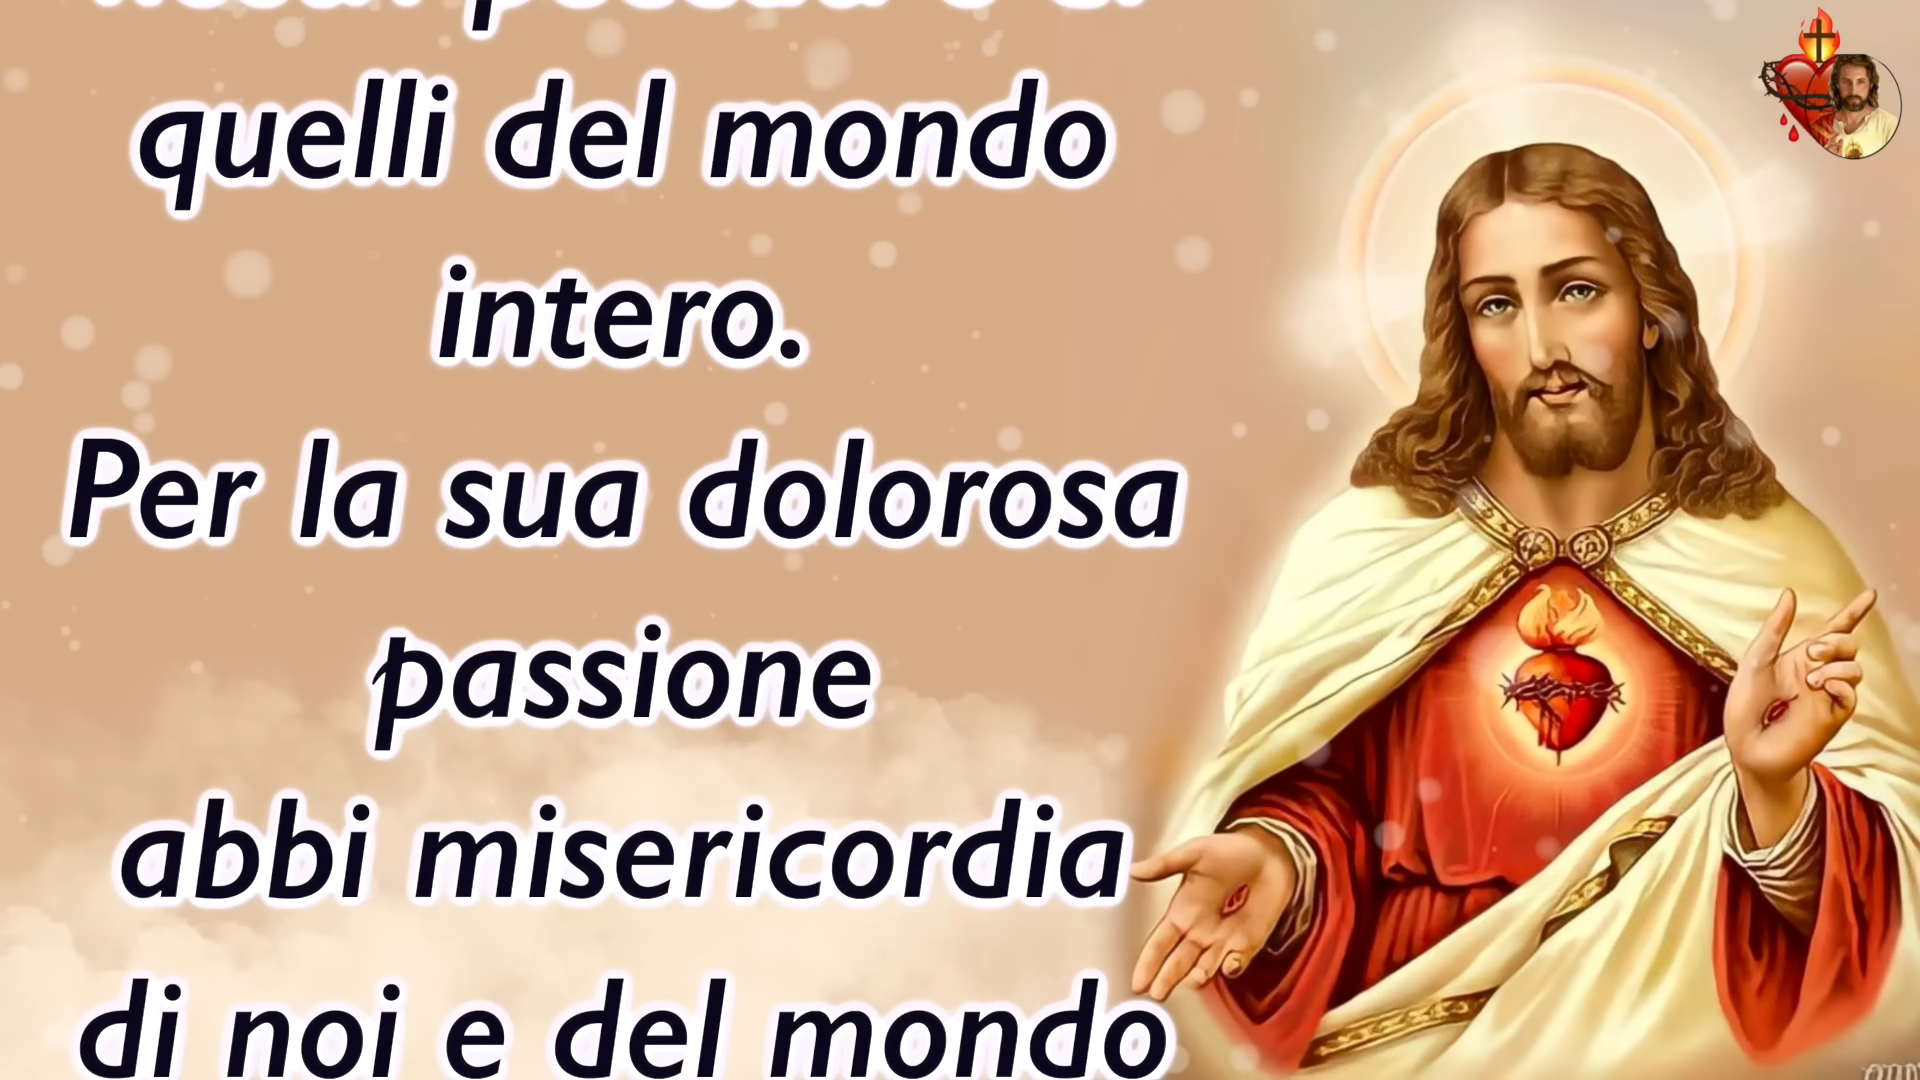 quelli del mondo
intero.
Per la sua dolorosa
passione
abbi misericordia
di noi e del mondo